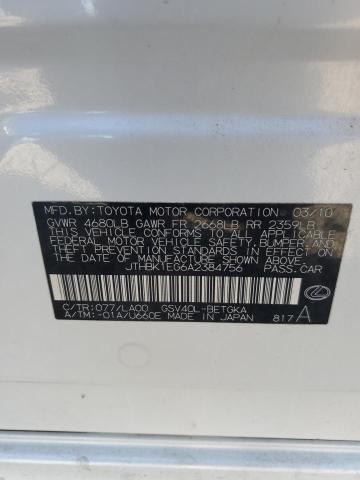 MFD.BY:TOYOTA MOTOR CORPORATION 03/10
GVWR 4680LB GAWR FR 2668LB RR 2359LB
THIS VEHICLE CONFORMS TO ALL APPLICABLE
FEDERAL MOTOR VEHICLE SAFETY,BUMPER,AND
THEFT PREVENTION STANDARDS IN EFFECT ON
THE DATE OF MANUFACTURE SHOWN ABOVE.
JTHBK1EG6A2384756 PASS.CAR
C/TR:077/LA00 GSV40L-BETGKA
A/TM:-01A/U660E MADE IN JAPAN 817A